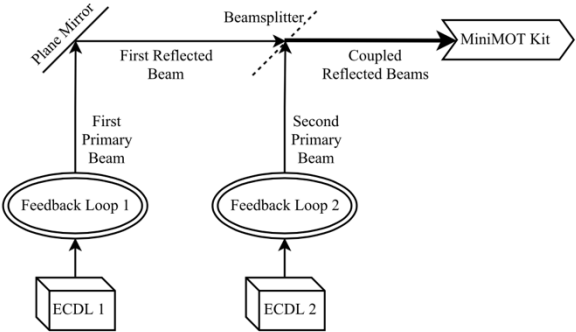 Plane Mirror
Beamsplitter
First Reflected
Beam
Coupled
Reflected Beams
MiniMOT Kit
First
Primary
Beam
Second
Primary
Beam
Feedback Loop 1
Feedback Loop 2
ECDL 1
ECDL 2